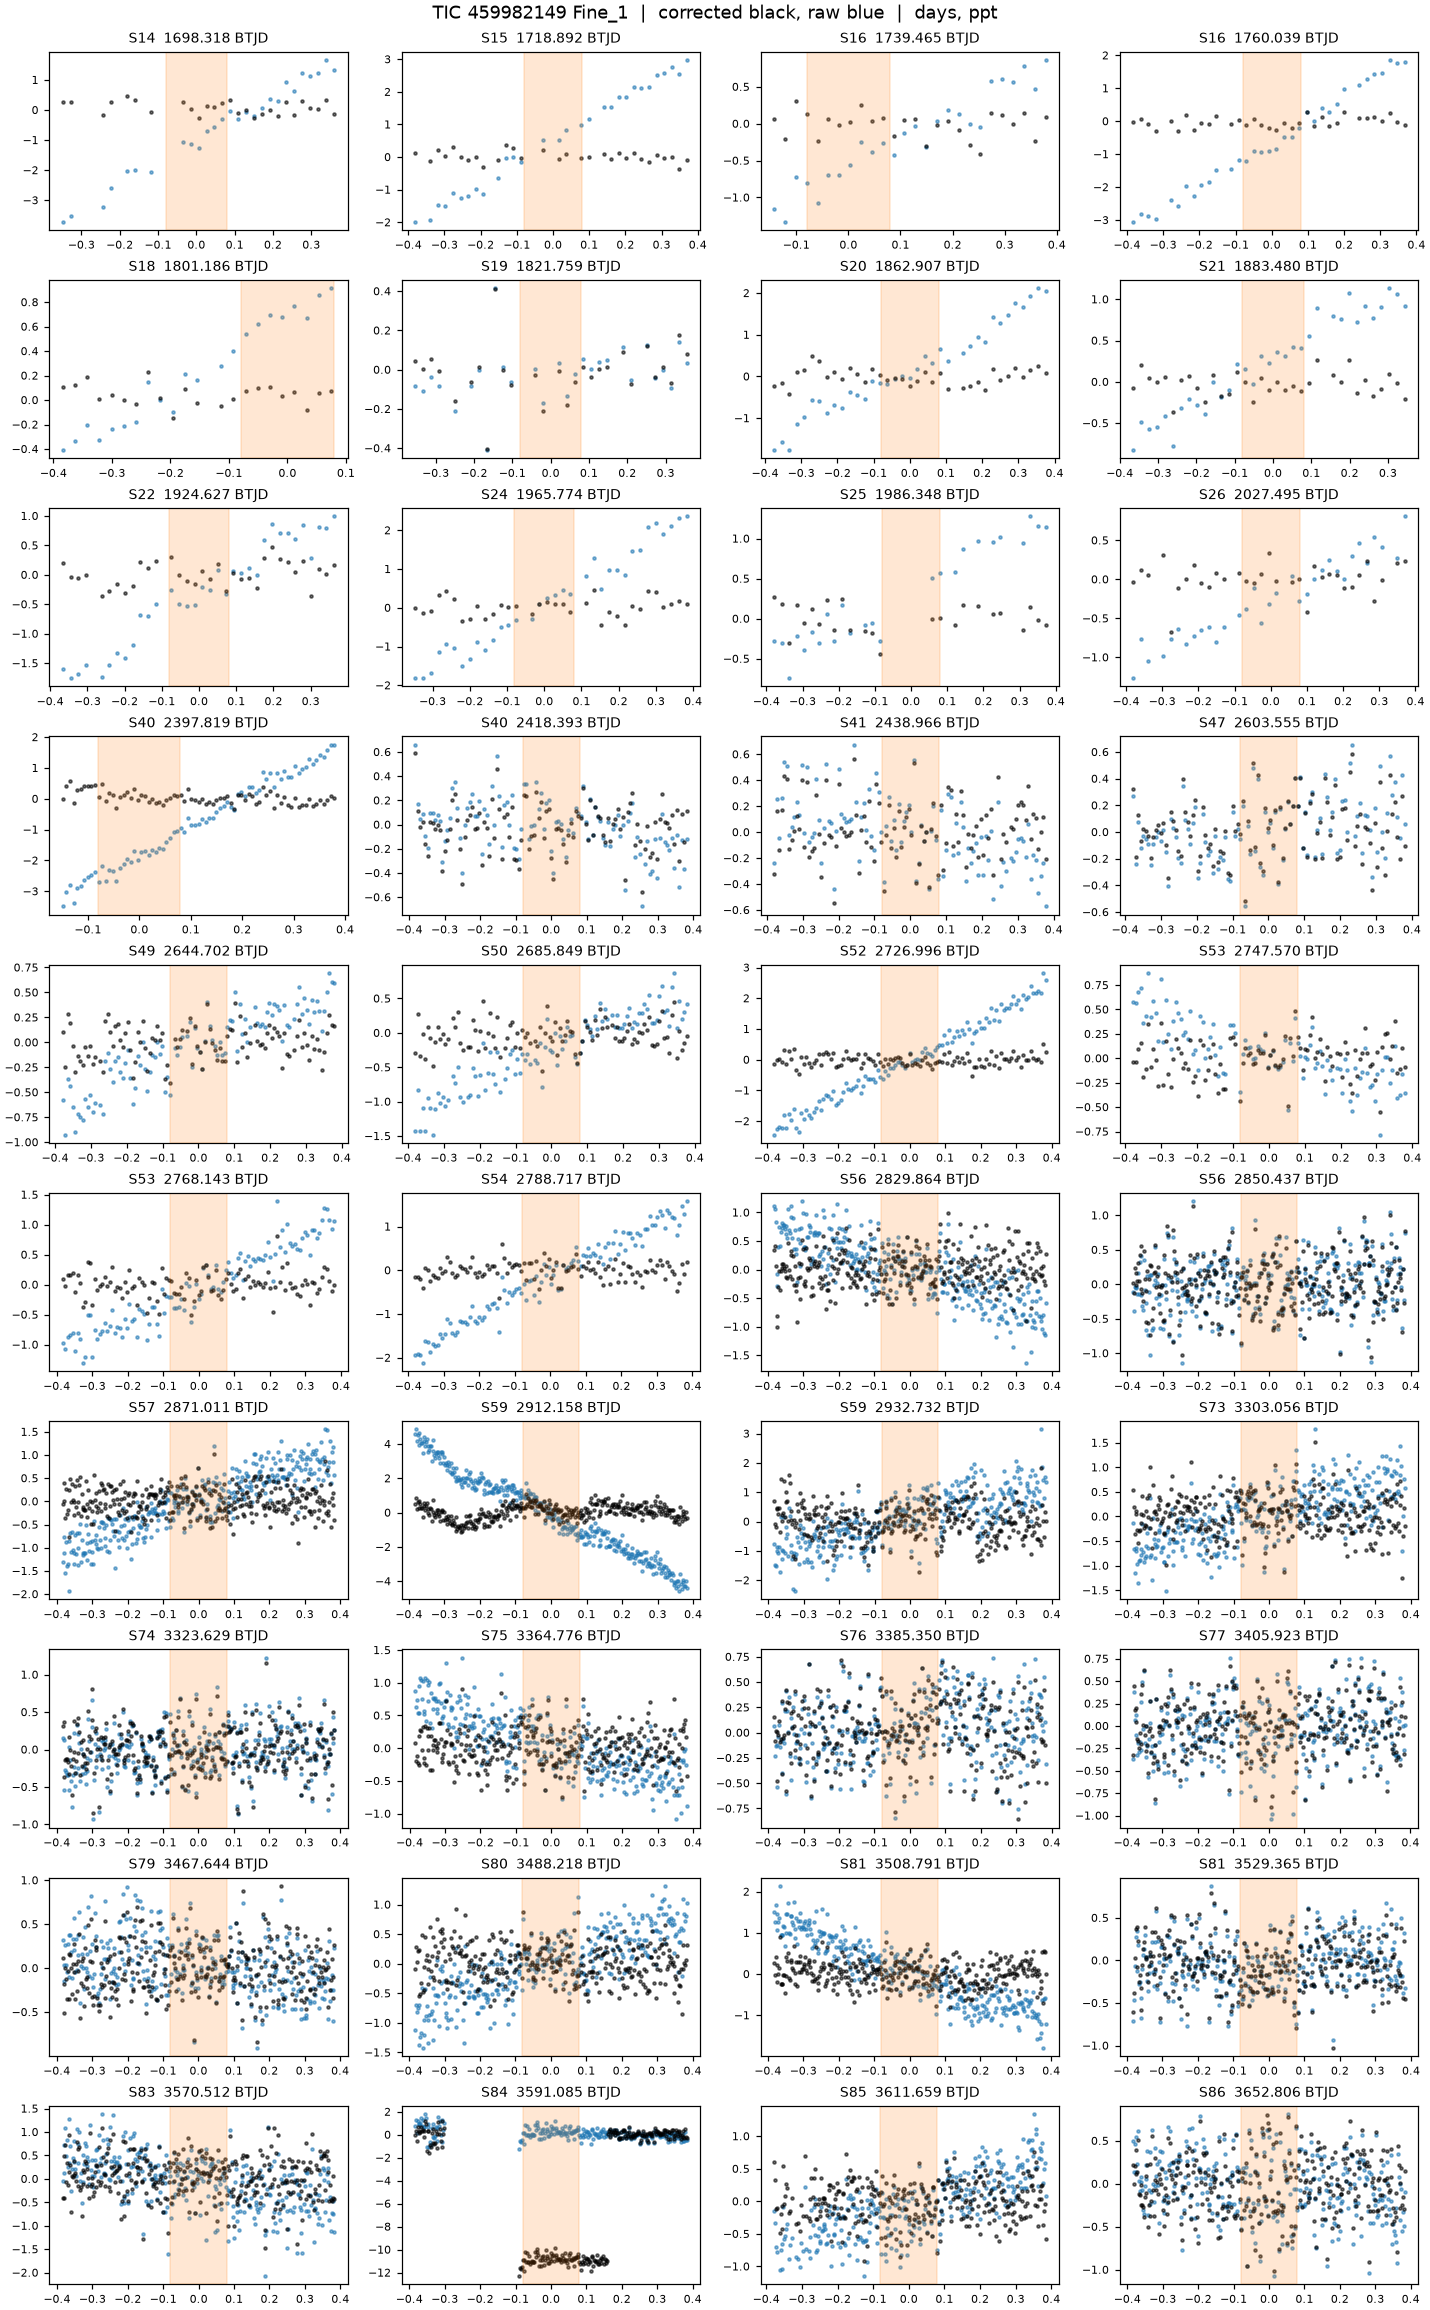 TIC 459982149 Fine_1 | corrected black, raw blue | days, ppt
S14 1698.318 BTJD
S15 1718.892 BTJD
S16 1739.465 BTJD
S16 1760.039 BTJD
S18 1801.186 BTJD
S19 1821.759 BTJD
S20 1862.907 BTJD
S21 1883.480 BTJD
S22 1924.627 BTJD
S24 1965.774 BTJD
S25 1986.348 BTJD
S26 2027.495 BTJD
S40 2397.819 BTJD
S40 2418.393 BTJD
S41 2438.966 BTJD
S47 2603.555 BTJD
S49 2644.702 BTJD
S50 2685.849 BTJD
S52 2726.996 BTJD
S53 2747.570 BTJD
S53 2768.143 BTJD
S54 2788.717 BTJD
S56 2829.864 BTJD
S56 2850.437 BTJD
S57 2871.011 BTJD
S59 2912.158 BTJD
S59 2932.732 BTJD
S73 3303.056 BTJD
S74 3323.629 BTJD
S75 3364.776 BTJD
S76 3385.350 BTJD
S77 3405.923 BTJD
S79 3467.644 BTJD
S80 3488.218 BTJD
S81 3508.791 BTJD
S81 3529.365 BTJD
S83 3570.512 BTJD
S84 3591.085 BTJD
S85 3611.659 BTJD
S86 3652.806 BTJD